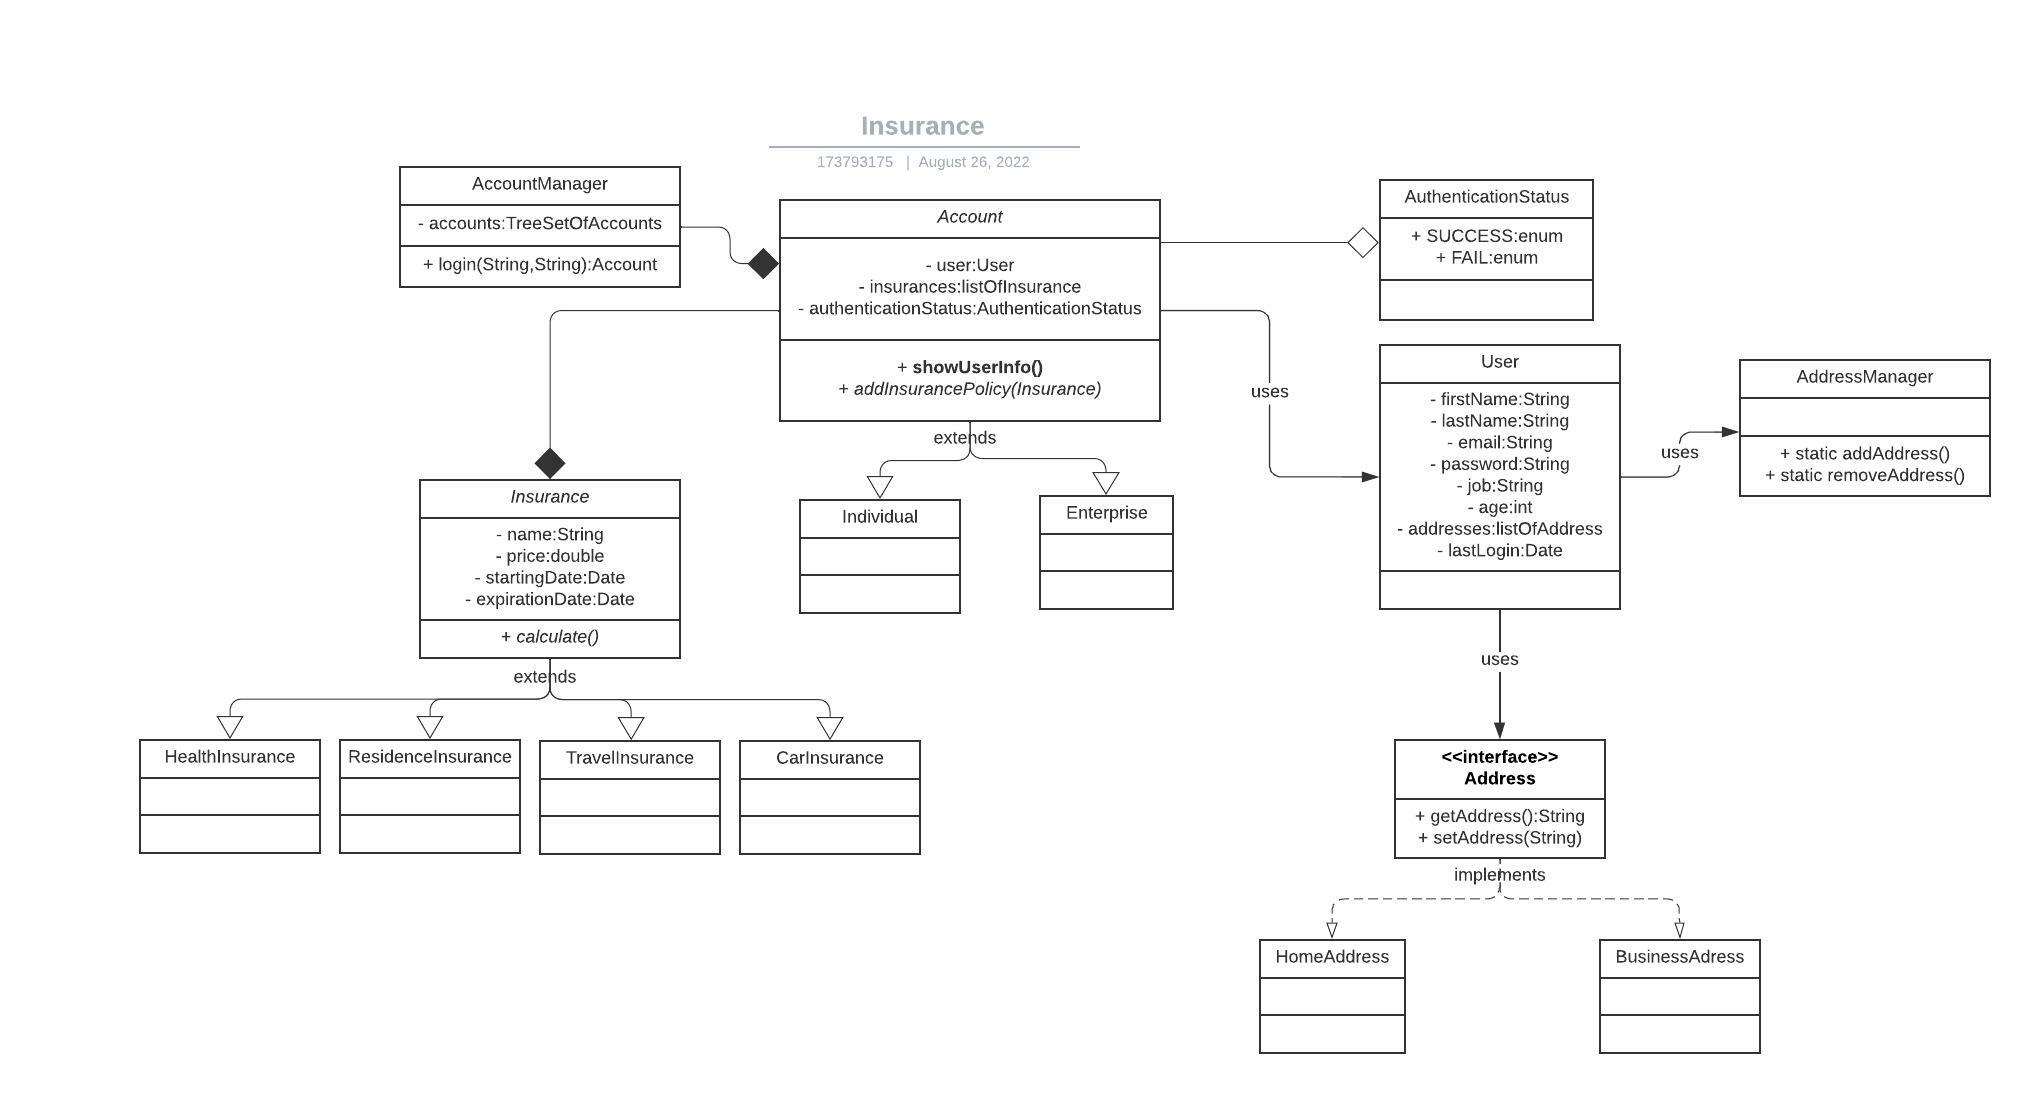 Insurance
173793175 | August 26, 2022
AccountManager
- accounts:TreeSetOfAccounts
+ login(String,String):Account
Account
- user:User
- insurances:listOfInsurance
- authenticationStatus:AuthenticationStatus
+ showUserInfo()
+ addInsurancePolicy(Insurance)
AuthenticationStatus
+ SUCCESS:enum
+ FAIL:enum
uses
User
- firstName:String
- lastName:String
- email:String
- password:String
- job:String
- age:int
- addresses:listOfAddress
- lastLogin:Date
uses
AddressManager
+ static addAddress()
+ static removeAddress()
extends
Individual
Enterprise
Insurance
- name:String
- price:double
- startingDate:Date
- expirationDate:Date
+ calculate()
extends
HealthInsurance
ResidenceInsurance
TravelInsurance
CarInsurance
uses
<<interface>>
Address
+ getAddress():String
+ setAddress(String)
implements
HomeAddress
BusinessAdress